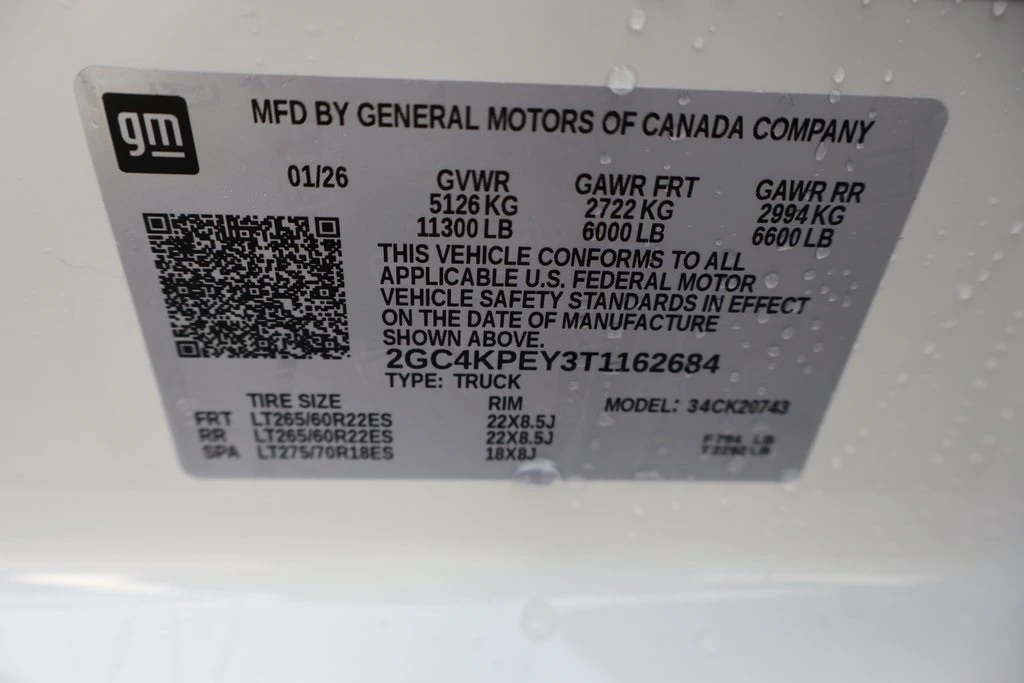 gm
MFD BY GENERAL MOTORS OF CANADA COMPANY
01/26 GVWR GAWR FRT GAWR RR
5126 KG 2722 KG 2994 KG
11300 LB 6000 LB 6600 LB
THIS VEHICLE CONFORMS TO ALL
APPLICABLE U.S. FEDERAL MOTOR
VEHICLE SAFETY STANDARDS IN EFFECT
ON THE DATE OF MANUFACTURE
SHOWN ABOVE.
2GC4KPEY3T1162684
TYPE: TRUCK
TIRE SIZE RIM MODEL: 34CK20743
FRT LT265/60R22ES 22X8.5J
RR LT265/60R22ES 22X8.5J
SPA LT275/70R18ES 18X8J
LB
LB